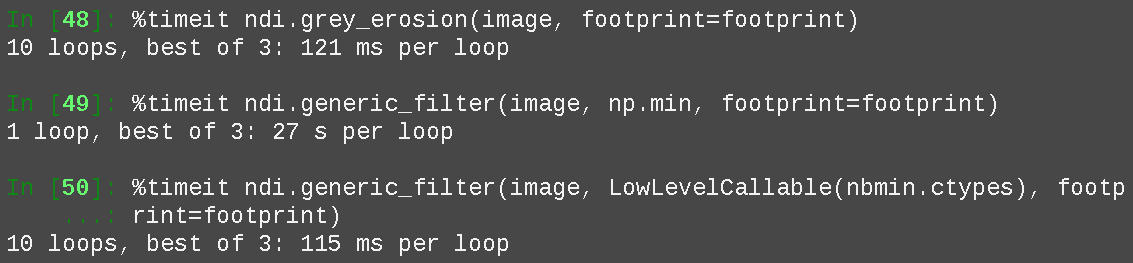 In [48]: %timeit ndi.grey_erosion(image, footprint=footprint)
10 loops, best of 3: 121 ms per loop
In [49]: %timeit ndi.generic_filter(image, np.min, footprint=footprint)
1 loop, best of 3: 27 s per loop
In [50]: %timeit ndi.generic_filter(image, LowLevelCallable(nbmin.ctypes), footp
...: rint=footprint)
10 loops, best of 3: 115 ms per loop